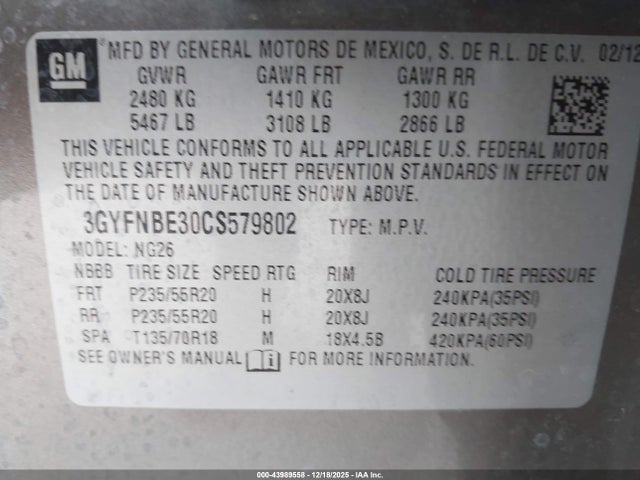 GM
MFD BY GENERAL MOTORS DE MEXICO, S. DE R.L. DE C.V. 02/12
GVWR GAWR FRT GAWR RR
2480 KG 1410 KG 1300 KG
5467 LB 3108 LB 2866 LB
THIS VEHICLE CONFORMS TO ALL APPLICABLE U.S. FEDERAL MOTOR
VEHICLE SAFETY AND THEFT PREVENTION STANDARDS IN EFFECT ON
THE DATE OF MANUFACTURE SHOWN ABOVE.
3GYFNBE30CS579802 TYPE: M.P.V.
MODEL: NG26
NBBB TIRE SIZE SPEED RTG RIM COLD TIRE PRESSURE
FRT P235/55R20 H 20X8J 240KPA(35PSI)
RR P235/55R20 H 20X8J 240KPA(35PSI)
SPA T135/70R18 M 18X4.5B 420KPA(60PSI)
SEE OWNER'S MANUAL i FOR MORE INFORMATION.
000-43989558 - 12/18/2025 - IAA Inc.